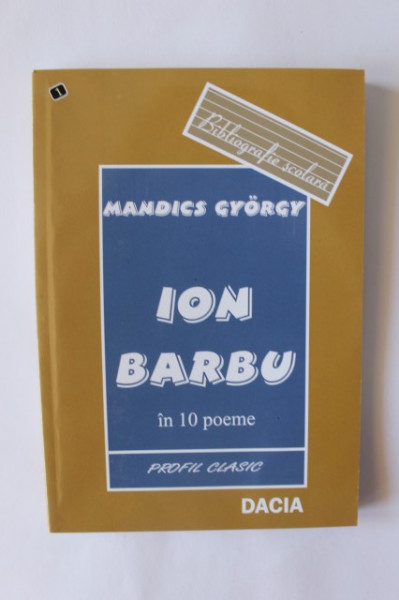 1
Bibliografie școlară
MANDICS GYÖRGY
ION
BARBU
în 10 poeme
PROFIL CLASIC
DACIA